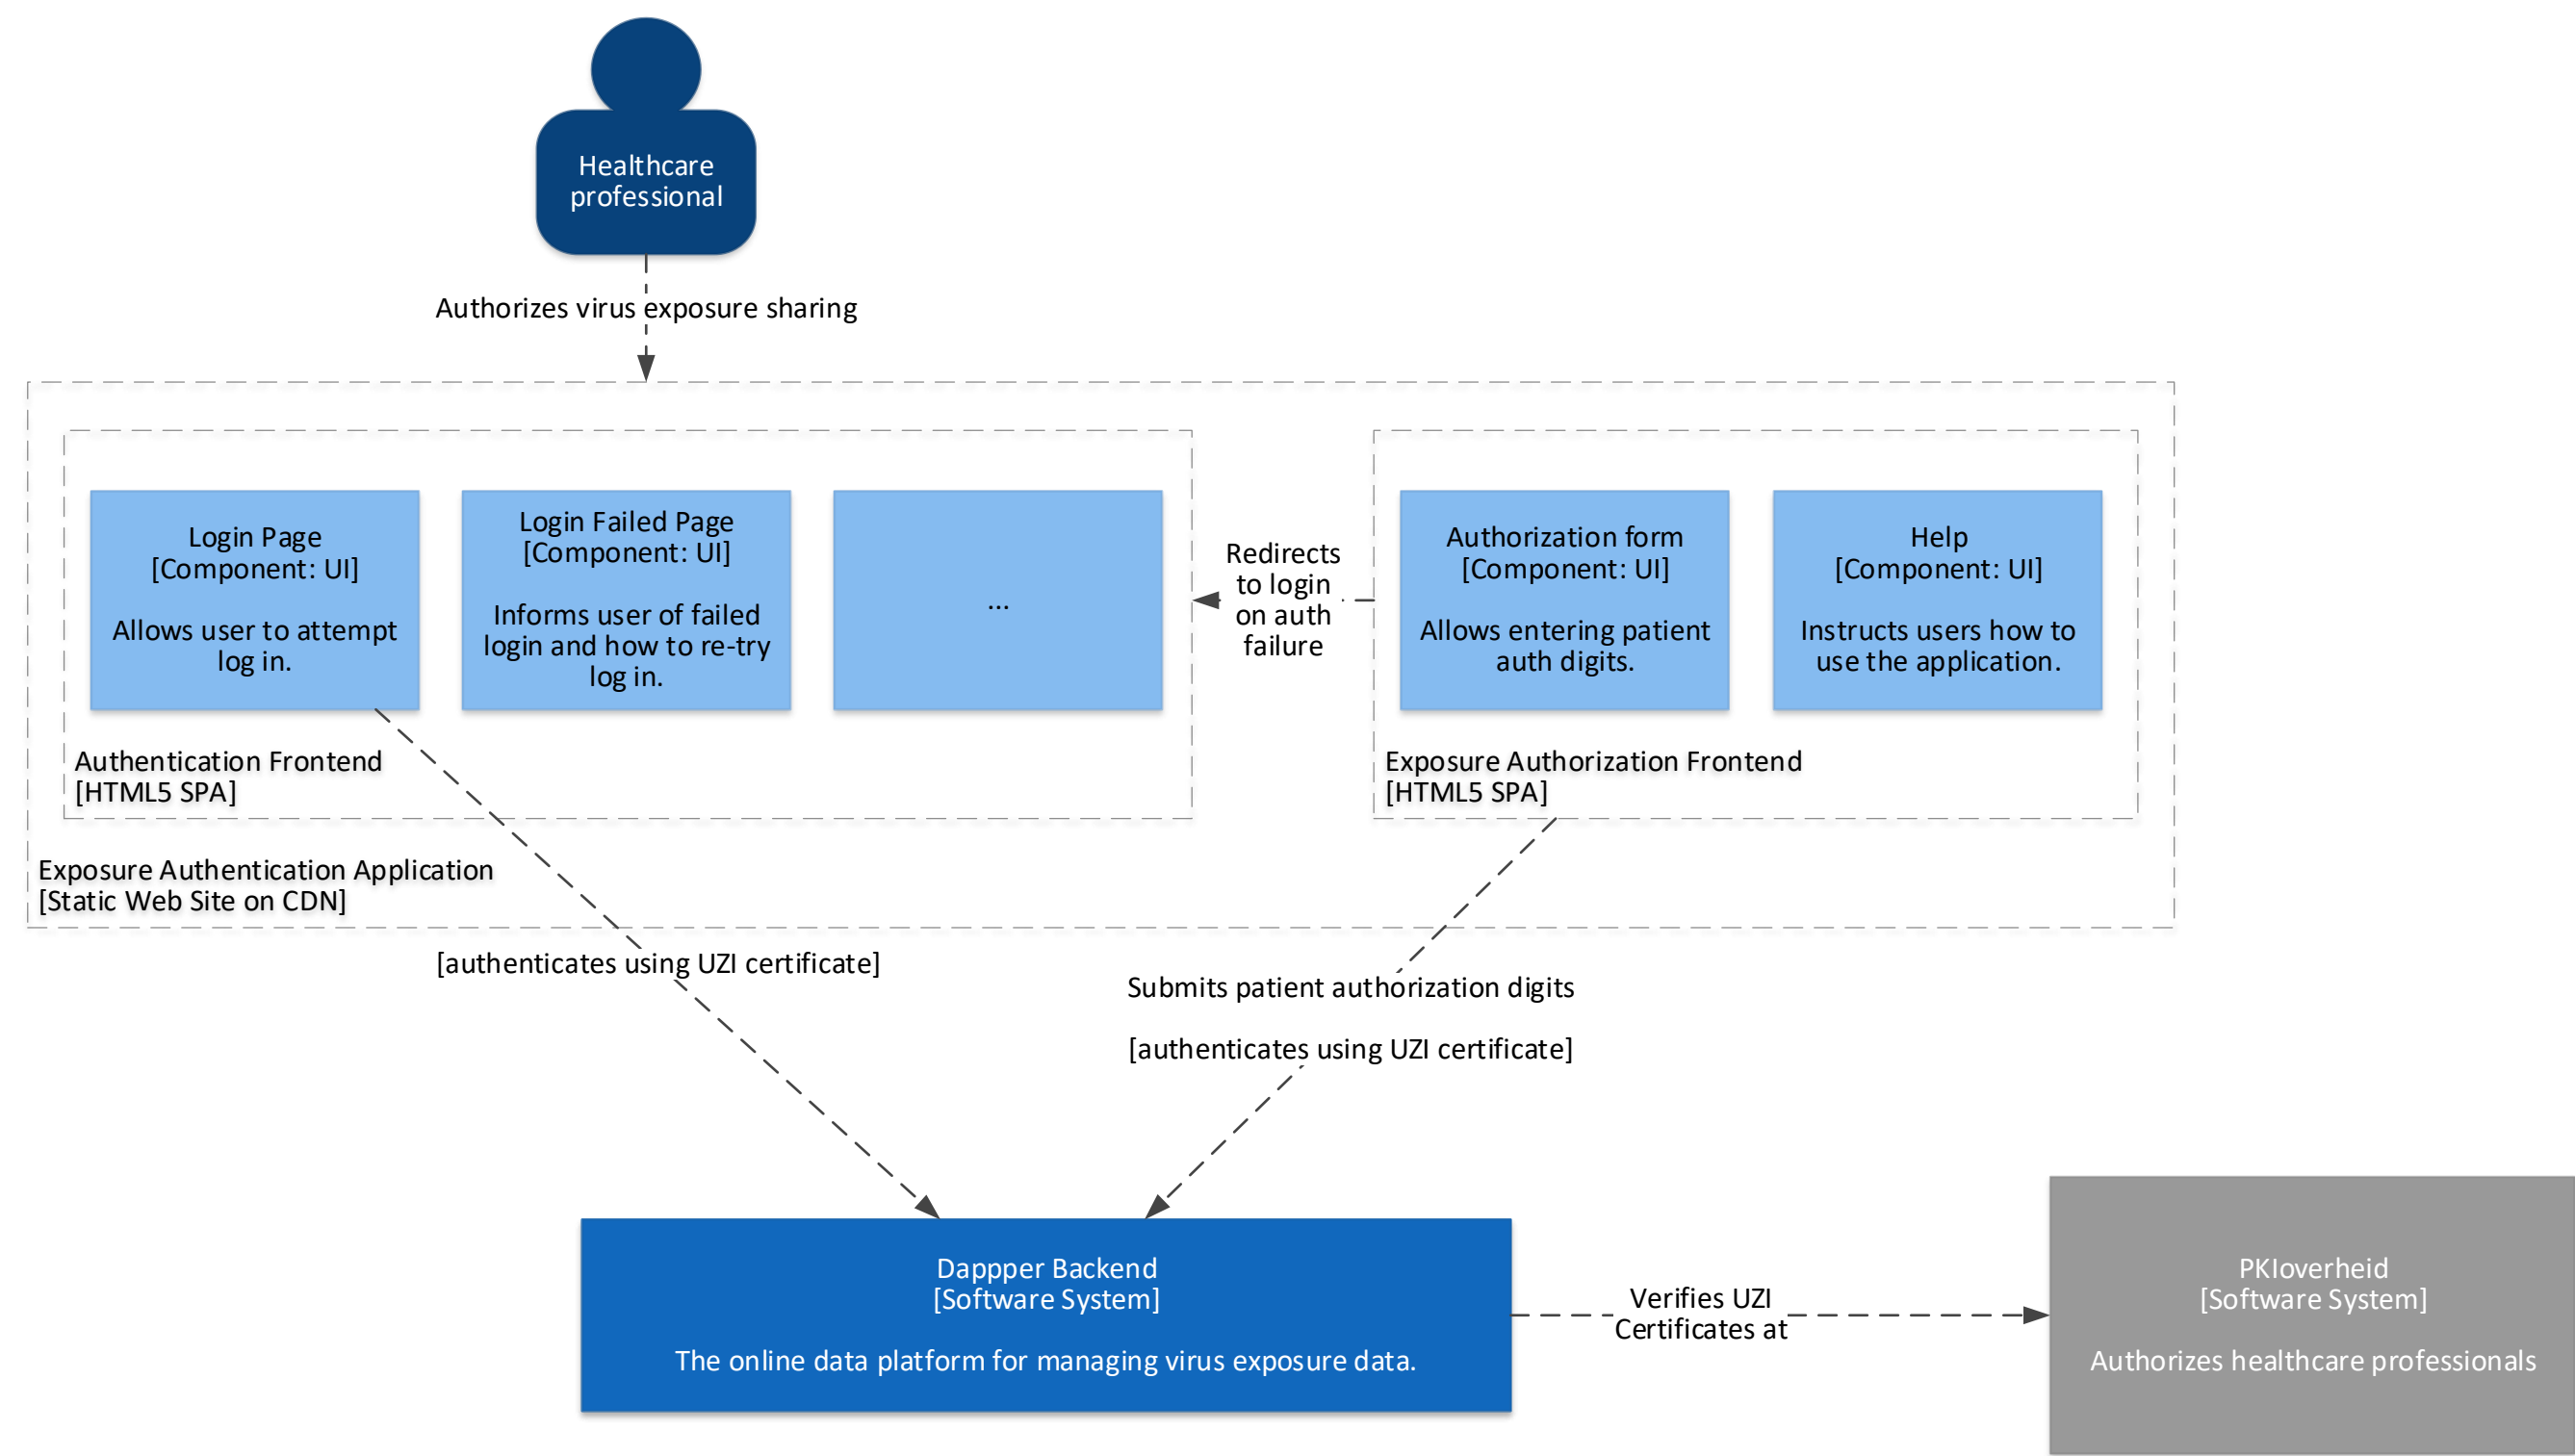 Healthcare
professional
Authorizes virus exposure sharing
Login Page
[Component: UI]
Allows user to attempt
log in.
Login Failed Page
[Component: UI]
Informs user of failed
login and how to re-try
log in.
...
Redirects
to login
on auth
failure
Authorization form
[Component: UI]
Allows entering patient
auth digits.
Help
[Component: UI]
Instructs users how to
use the application.
Authentication Frontend
[HTML5 SPA]
Exposure Authorization Frontend
[HTML5 SPA]
Exposure Authentication Application
[Static Web Site on CDN]
[authenticates using UZI certificate]
Submits patient authorization digits
[authenticates using UZI certificate]
Dappper Backend
[Software System]
The online data platform for managing virus exposure data.
Verifies UZI
Certificates at
PKIoverheid
[Software System]
Authorizes healthcare professionals